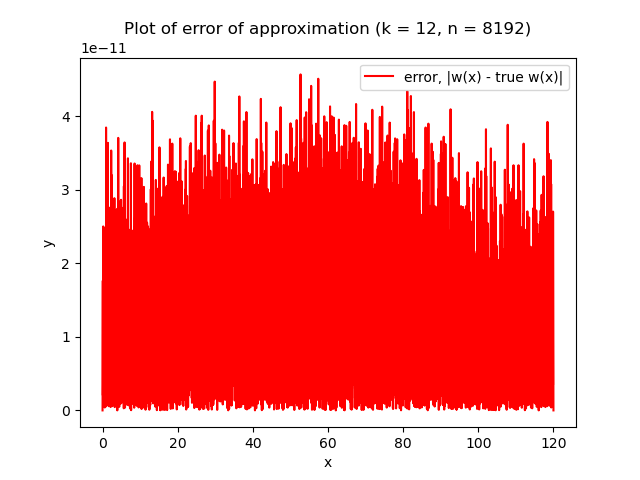 Plot of error of approximation (k = 12, n = 8192)
1e−11
error, |w(x) - true w(x)|
4
3
2
1
0
y
0 20 40 60 80 100 120
x